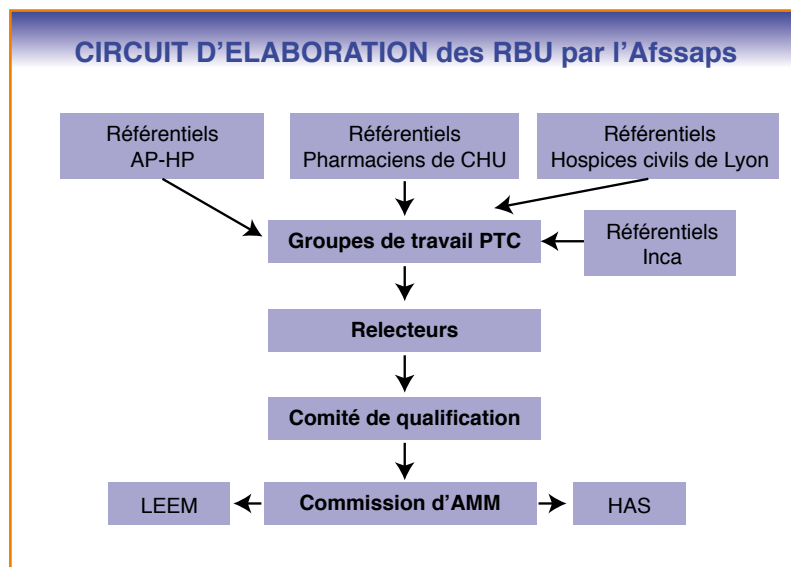 CIRCUIT D’ELABORATION des RBU par l’Afssaps
Référentiels
AP-HP
Référentiels
Pharmaciens de CHU
Référentiels
Hospices civils de Lyon
Groupes de travail PTC
Référentiels
Inca
Relecteurs
Comité de qualification
LEEM
Commission d’AMM
HAS